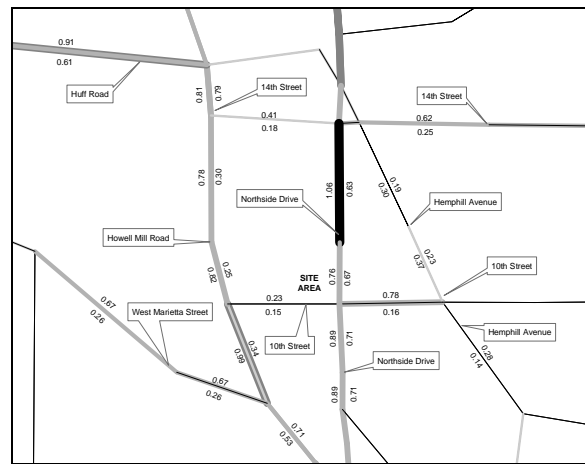 0.91
0.61
Huff Road
0.81
0.79
14th Street
0.41
0.18
14th Street
0.62
0.25
0.78
0.30
1.06
0.63
Northside Drive
0.19
0.30
Hemphill Avenue
Howell Mill Road
0.23
0.37
10th Street
0.25
0.82
SITE
AREA
0.76
0.67
0.67
0.26
West Marietta Street
0.23
0.15
0.78
0.16
10th Street
Hemphill Avenue
0.34
0.99
0.89
0.71
0.28
0.14
Northside Drive
0.67
0.26
0.89
0.71
0.71
0.53